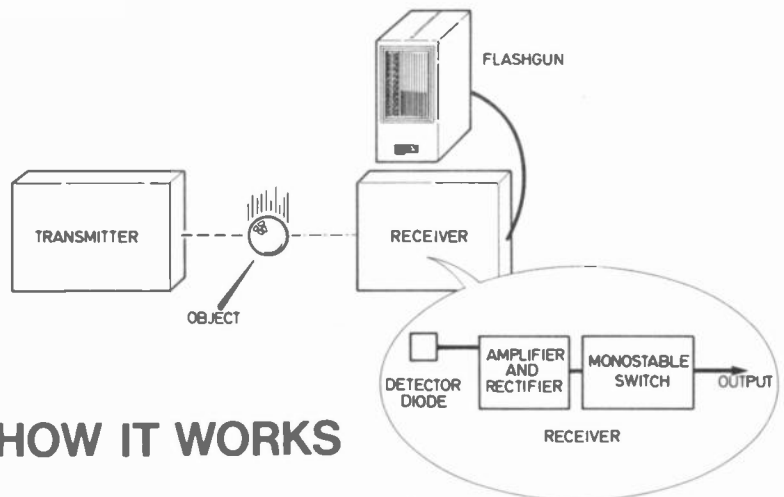 FLASHGUN
TRANSMITTER
RECEIVER
OBJECT
DETECTOR
DIODE
AMPLIFIER
AND
RECTIFIER
MONOSTABLE
SWITCH
OUTPUT
RECEIVER
HOW IT WORKS